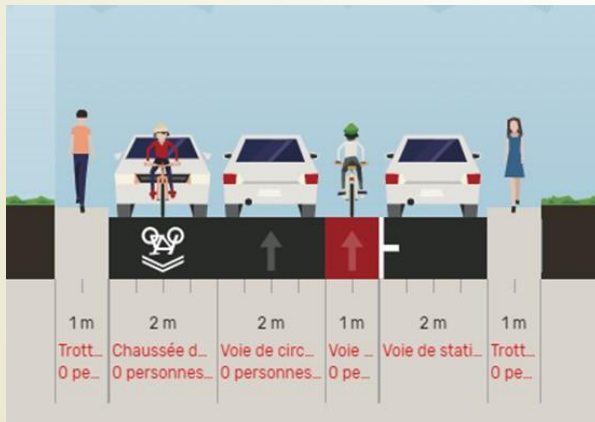 1 m
Trott...
0 pe...
2 m
Chaussée d...
0 personnes...
2 m
Voie de circ...
0 personnes...
1 m
Voie ...
0 pe...
2 m
Voie de stati...
1 m
Trott...
0 pe...